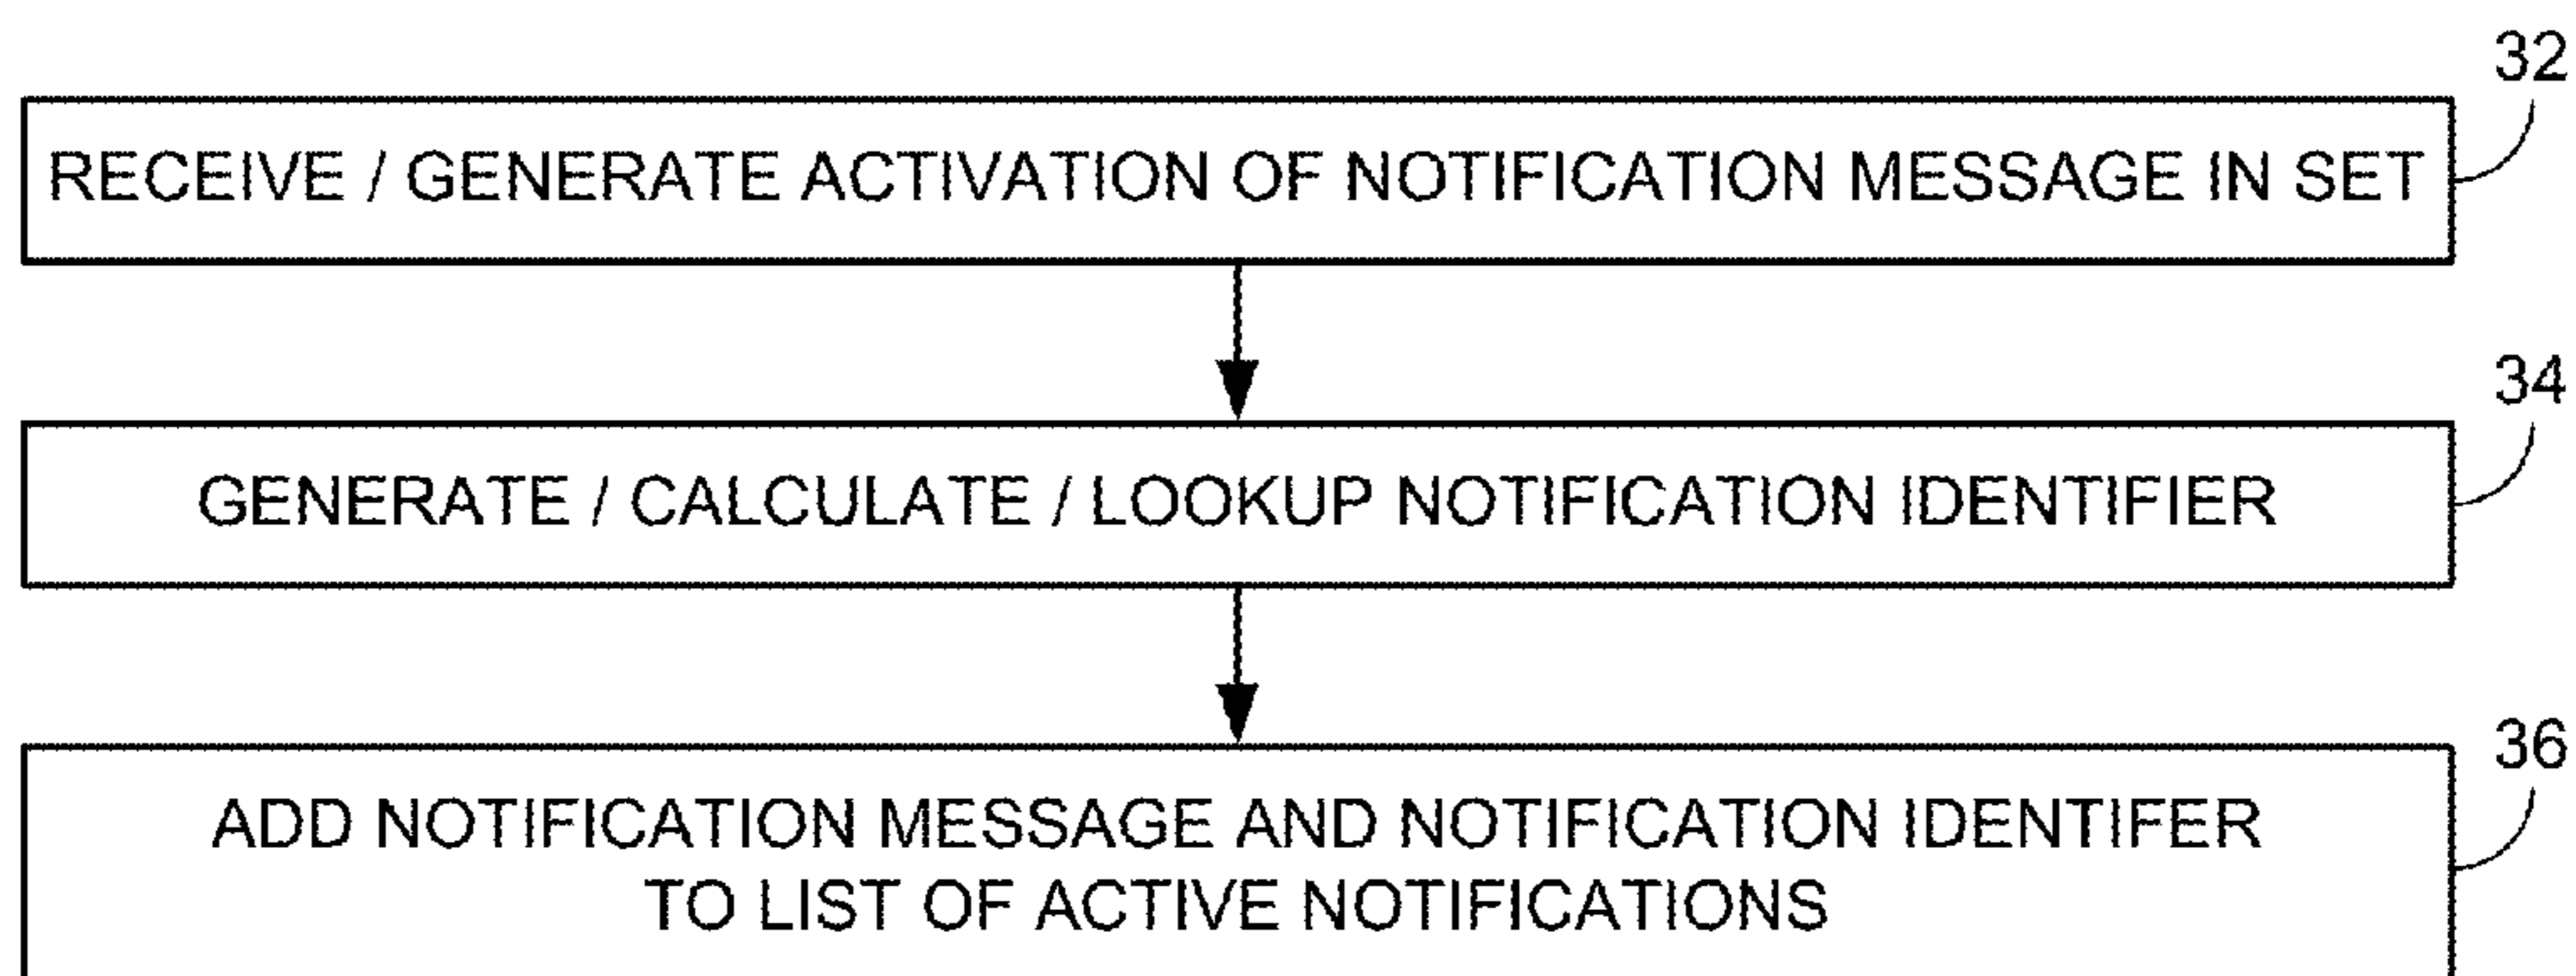 32
RECEIVE / GENERATE ACTIVATION OF NOTIFICATION MESSAGE IN SET
34
GENERATE / CALCULATE / LOOKUP NOTIFICATION IDENTIFIER
36
ADD NOTIFICATION MESSAGE AND NOTIFICATION IDENTIFER
TO LIST OF ACTIVE NOTIFICATIONS